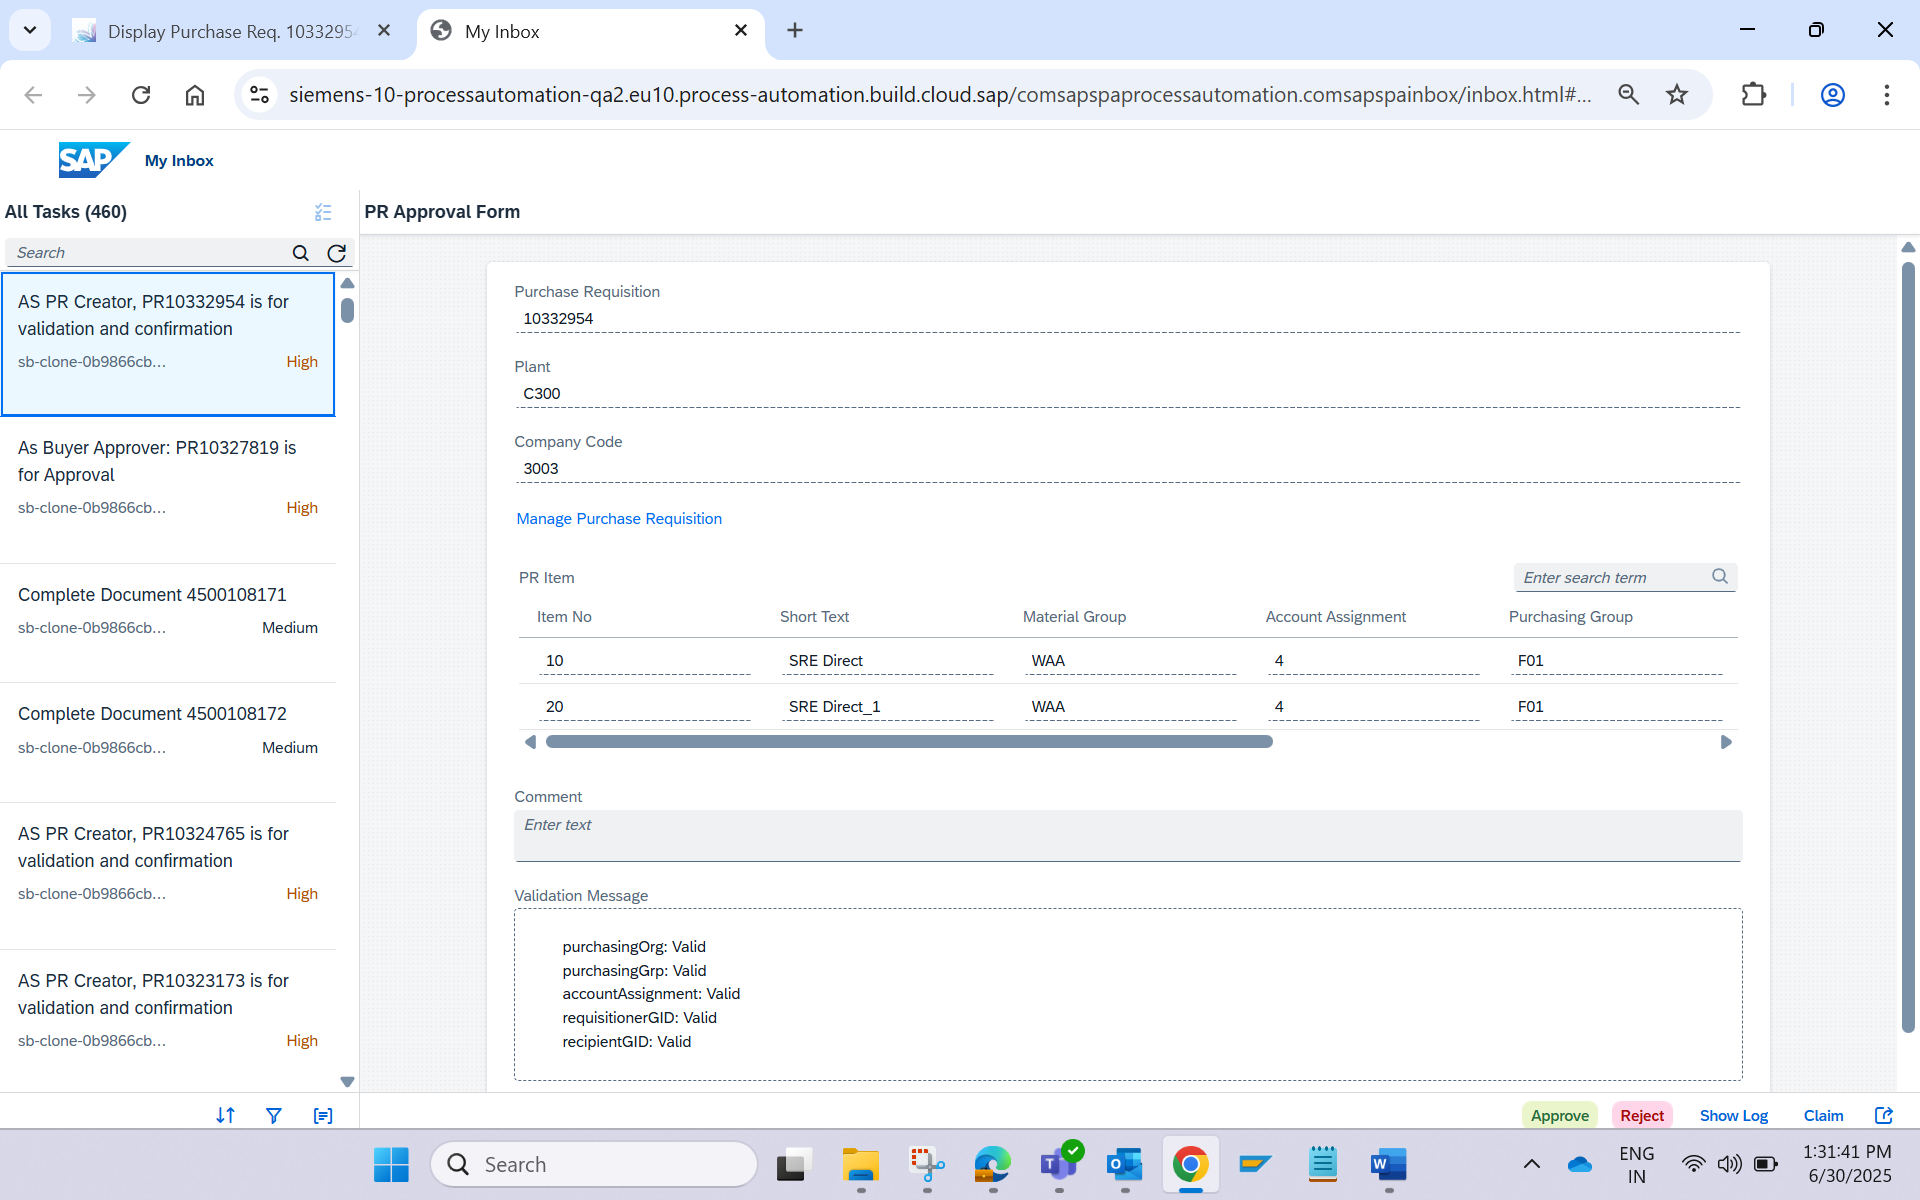 Display Purchase Req. 10332954
My Inbox
siemens-10-processautomation-qa2.eu10.process-automation.build.cloud.sap/comsapspaprocessautomation.comsapspainbox/inbox.html#...
SAP My Inbox
All Tasks (460)
Search
AS PR Creator, PR10332954 is for
validation and confirmation
sb-clone-0b9866cb... High
As Buyer Approver: PR10327819 is
for Approval
sb-clone-0b9866cb... High
Complete Document 4500108171
sb-clone-0b9866cb... Medium
Complete Document 4500108172
sb-clone-0b9866cb... Medium
AS PR Creator, PR10324765 is for
validation and confirmation
sb-clone-0b9866cb... High
AS PR Creator, PR10323173 is for
validation and confirmation
sb-clone-0b9866cb... High
PR Approval Form
Purchase Requisition
10332954
Plant
C300
Company Code
3003
Manage Purchase Requisition
PR Item Enter search term
Item No Short Text Material Group Account Assignment Purchasing Group
10 SRE Direct WAA 4 F01
20 SRE Direct_1 WAA 4 F01
Comment
Enter text
Validation Message
purchasingOrg: Valid
purchasingGrp: Valid
accountAssignment: Valid
requisitionerGID: Valid
recipientGID: Valid
Approve Reject Show Log Claim
Search
ENG
IN
1:31:41 PM
6/30/2025